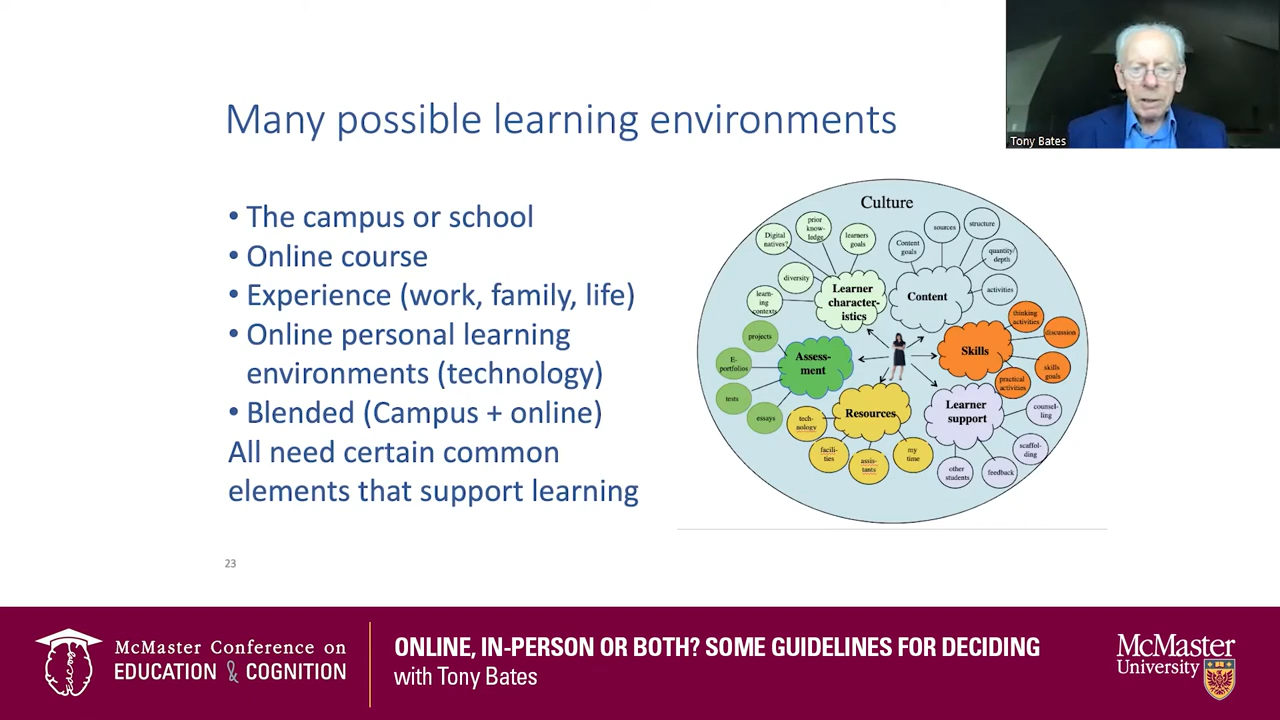 Many possible learning environments
Tony Bates
• The campus or school
• Online course
• Experience (work, family, life)
• Online personal learning
environments (technology)
• Blended (Campus + online)
All need certain common
elements that support learning
Culture
Digital
natives?
prior
know-
ledge
learners
goals
diversity
learn-
ing
contexts
Learner
character-
istics
Content
goals
sources
structure
quantity/
depth
activities
Content
thinking
activities
discussion
skills
goals
practical
activities
Skills
projects
E-
portfolios
tests
essays
Assess-
ment
Resources
tech-
nology
facili-
ties
assis-
tants
my
time
Learner
support
counsel-
ling
scaffol-
ding
feedback
other
students
23
McMaster Conference on
EDUCATION & COGNITION
ONLINE, IN-PERSON OR BOTH? SOME GUIDELINES FOR DECIDING
with Tony Bates
McMaster
University